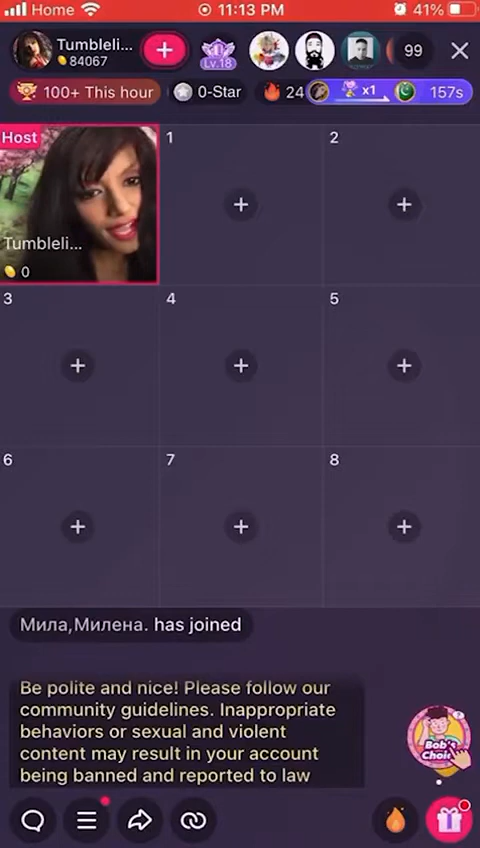 Home 11:13 PM 41%
Tumbleli...
84067
Lv.18
99
100+ This hour
0-Star
24
x1
157s
Host
Tumbleli...
0
1
2
3
4
5
6
7
8
Мила,Милена. has joined
Be polite and nice! Please follow our
community guidelines. Inappropriate
behaviors or sexual and violent
content may result in your account
being banned and reported to law
Bob's